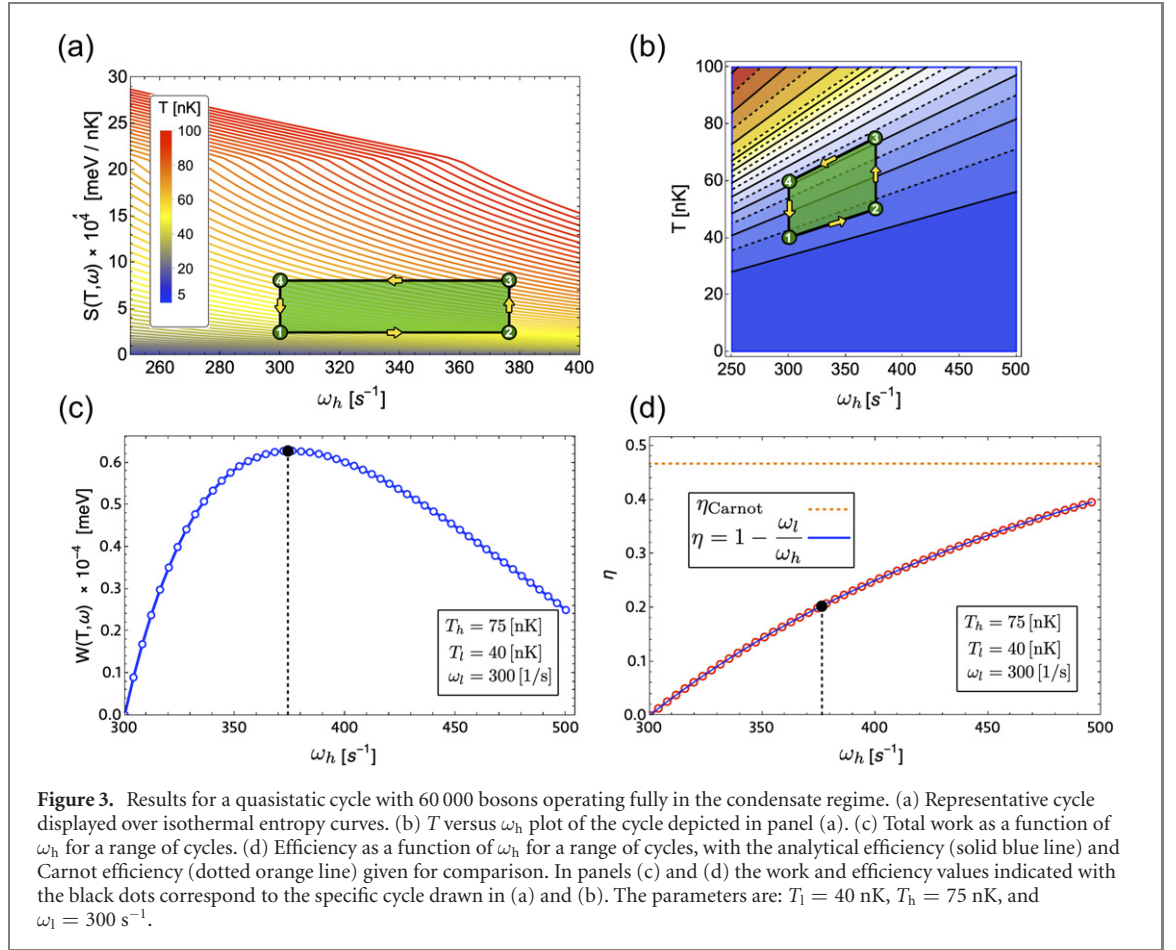 (a)
S(T,ω) × 10⁴ [meV / nK]
30
25
20
15
10
5
0
T [nK]
100
80
60
40
20
5
4
3
1
2
260 280 300 320 340 360 380 400
ωh [s⁻¹]
(b)
T [nK]
100
80
60
40
20
0
3
4
2
1
250 300 350 400 450 500
ωh [s⁻¹]
(c)
W(T,ω) × 10⁻⁴ [meV]
0.6
0.4
0.3
0.2
0.0
Th = 75 [nK]
Tl = 40 [nK]
ωl = 300 [1/s]
300 350 400 450 500
ωh [s⁻¹]
(d)
η
0.5
0.4
0.3
0.2
0.1
0.0
ηCarnot
η = 1 − ωl/ωh
Th = 75 [nK]
Tl = 40 [nK]
ωl = 300 [1/s]
300 350 400 450 500
ωh [s⁻¹]
Figure 3. Results for a quasistatic cycle with 60 000 bosons operating fully in the condensate regime. (a) Representative cycle
displayed over isothermal entropy curves. (b) T versus ωh plot of the cycle depicted in panel (a). (c) Total work as a function of
ωh for a range of cycles. (d) Efficiency as a function of ωh for a range of cycles, with the analytical efficiency (solid blue line) and
Carnot efficiency (dotted orange line) given for comparison. In panels (c) and (d) the work and efficiency values indicated with
the black dots correspond to the specific cycle drawn in (a) and (b). The parameters are: Tl = 40 nK, Th = 75 nK, and
ωl = 300 s⁻¹.